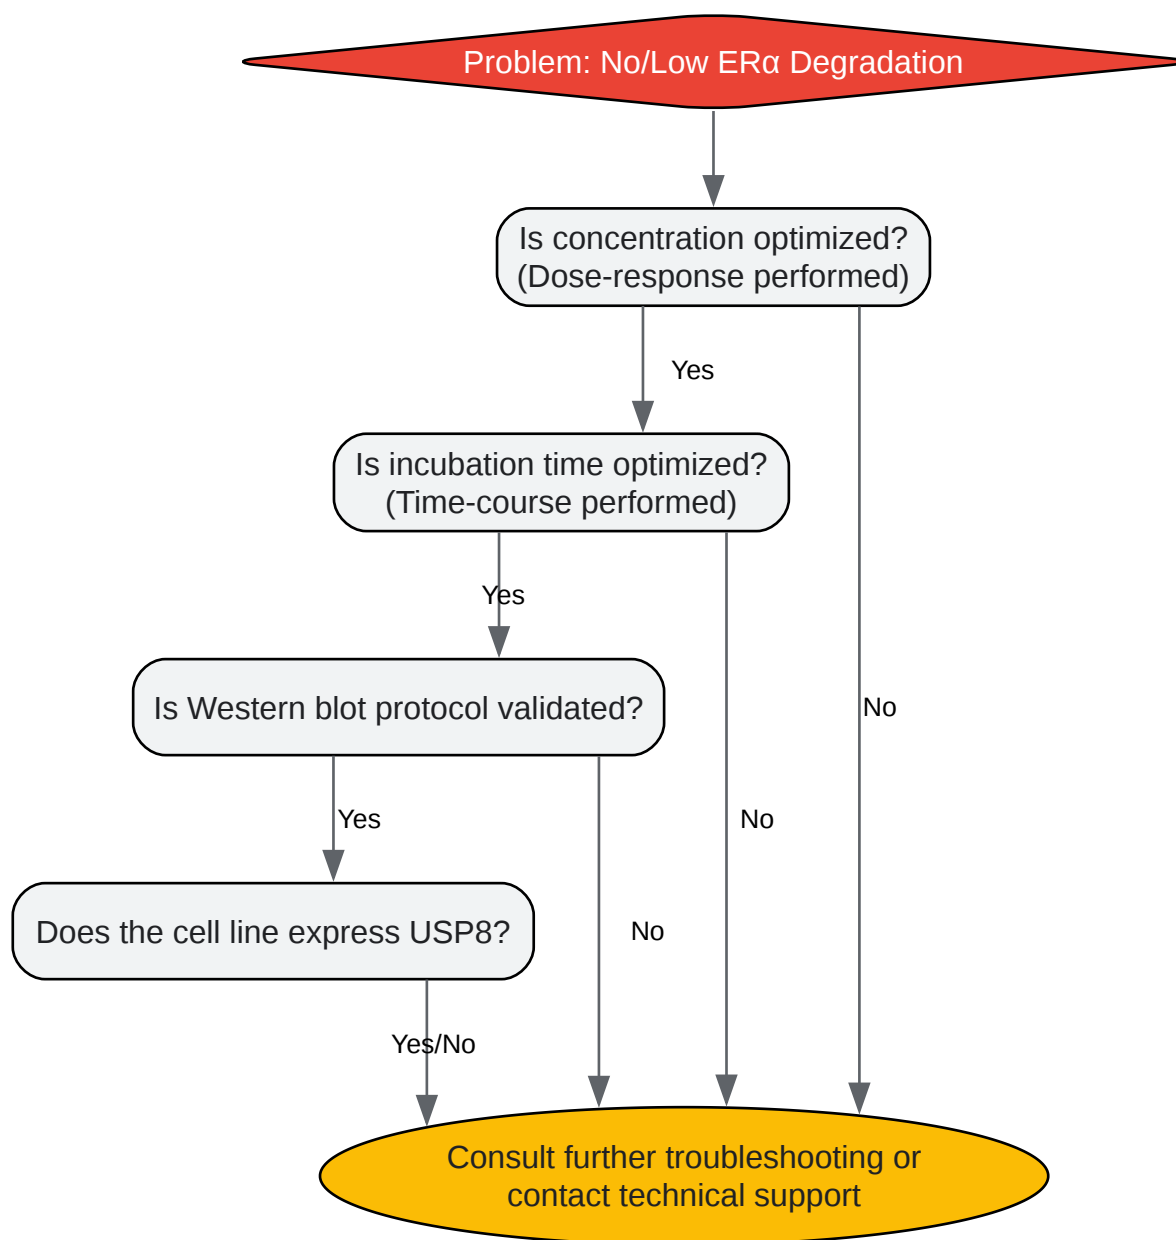 Problem: No/Low ERα Degradation
Is concentration optimized?
(Dose-response performed)
Yes
Is incubation time optimized?
(Time-course performed)
Yes
Is Western blot protocol validated?
No
Yes
No
Does the cell line express USP8?
No
Yes/No
Consult further troubleshooting or
contact technical support